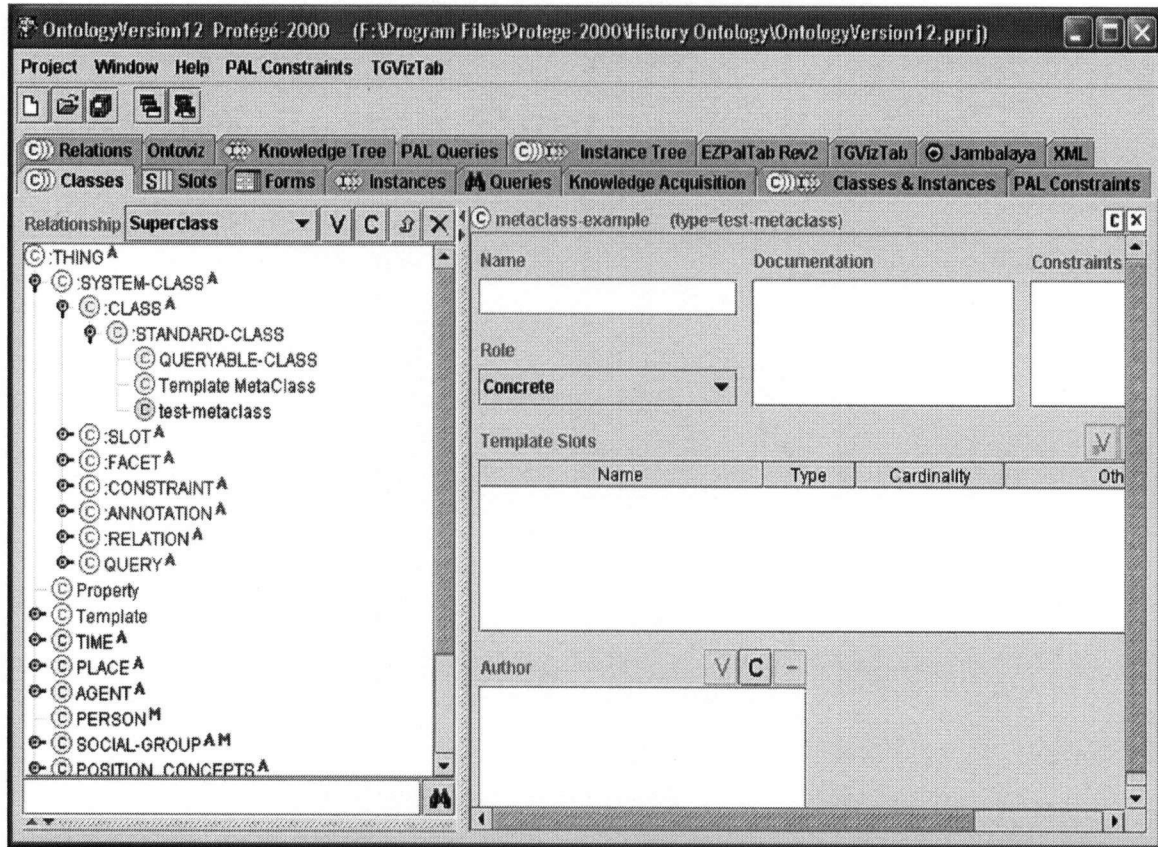 OntologyVersion12 Protégé-2000 (F:\Program Files\Protege-2000\History Ontology\OntologyVersion12.pprj)
Project Window Help PAL Constraints TGVizTab
Relations Ontoviz Knowledge Tree PAL Queries Instance Tree EZPalTab Rev2 TGVizTab Jambalaya XML
Classes Slots Forms Instances Queries Knowledge Acquisition Classes & Instances PAL Constraints
Relationship Superclass V C
C metaclass-example (type=test-metaclass) C
C :THING A
C :SYSTEM-CLASS A
C :CLASS A
C :STANDARD-CLASS
C QUERYABLE-CLASS
C Template MetaClass
C test-metaclass
C :SLOT A
C :FACET A
C :CONSTRAINT A
C :ANNOTATION A
C :RELATION A
C QUERY A
C Property
C Template
C TIME A
C PLACE A
C AGENT A
C PERSON M
C SOCIAL-GROUP A M
C POSITION_CONCEPTS A
Name Documentation Constraints
Role
Concrete
Template Slots V
Name Type Cardinality Oth
Author V C -